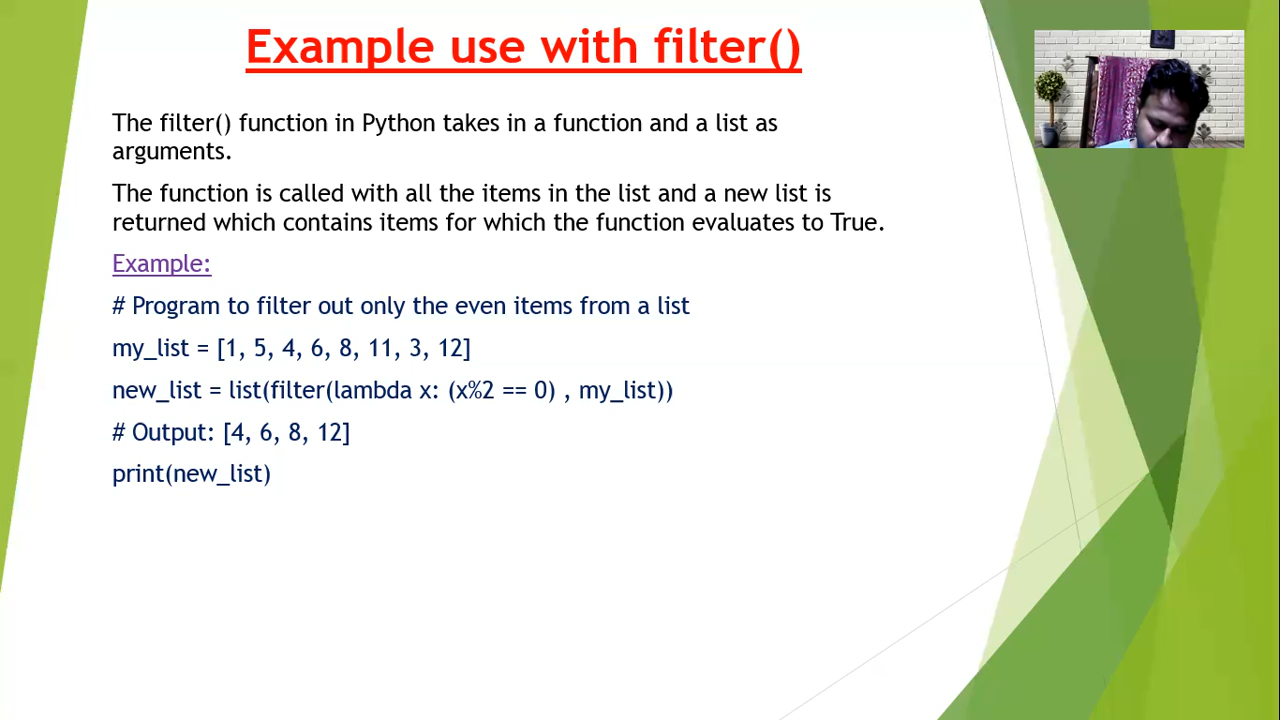 Example use with filter()
The filter() function in Python takes in a function and a list as
arguments.
The function is called with all the items in the list and a new list is
returned which contains items for which the function evaluates to True.
Example:
# Program to filter out only the even items from a list
my_list = [1, 5, 4, 6, 8, 11, 3, 12]
new_list = list(filter(lambda x: (x%2 == 0) , my_list))
# Output: [4, 6, 8, 12]
print(new_list)